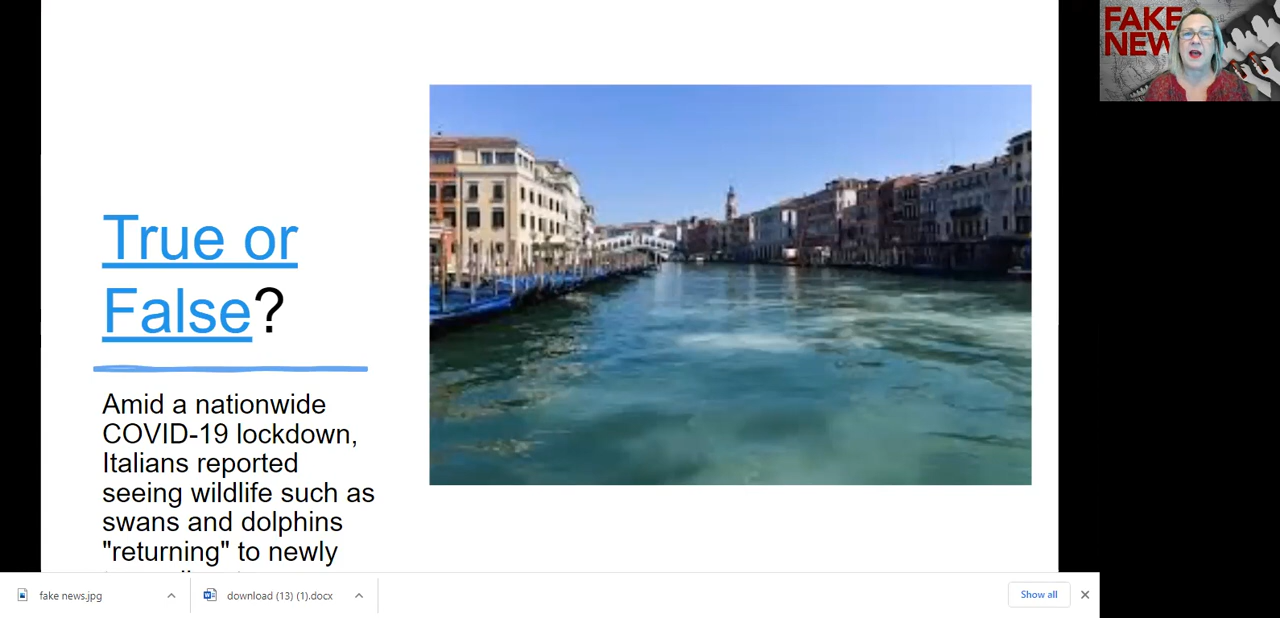 FAKE
NEW
True or
False?
Amid a nationwide
COVID-19 lockdown,
Italians reported
seeing wildlife such as
swans and dolphins
"returning" to newly
fake news.jpg
download (13) (1).docx
Show all